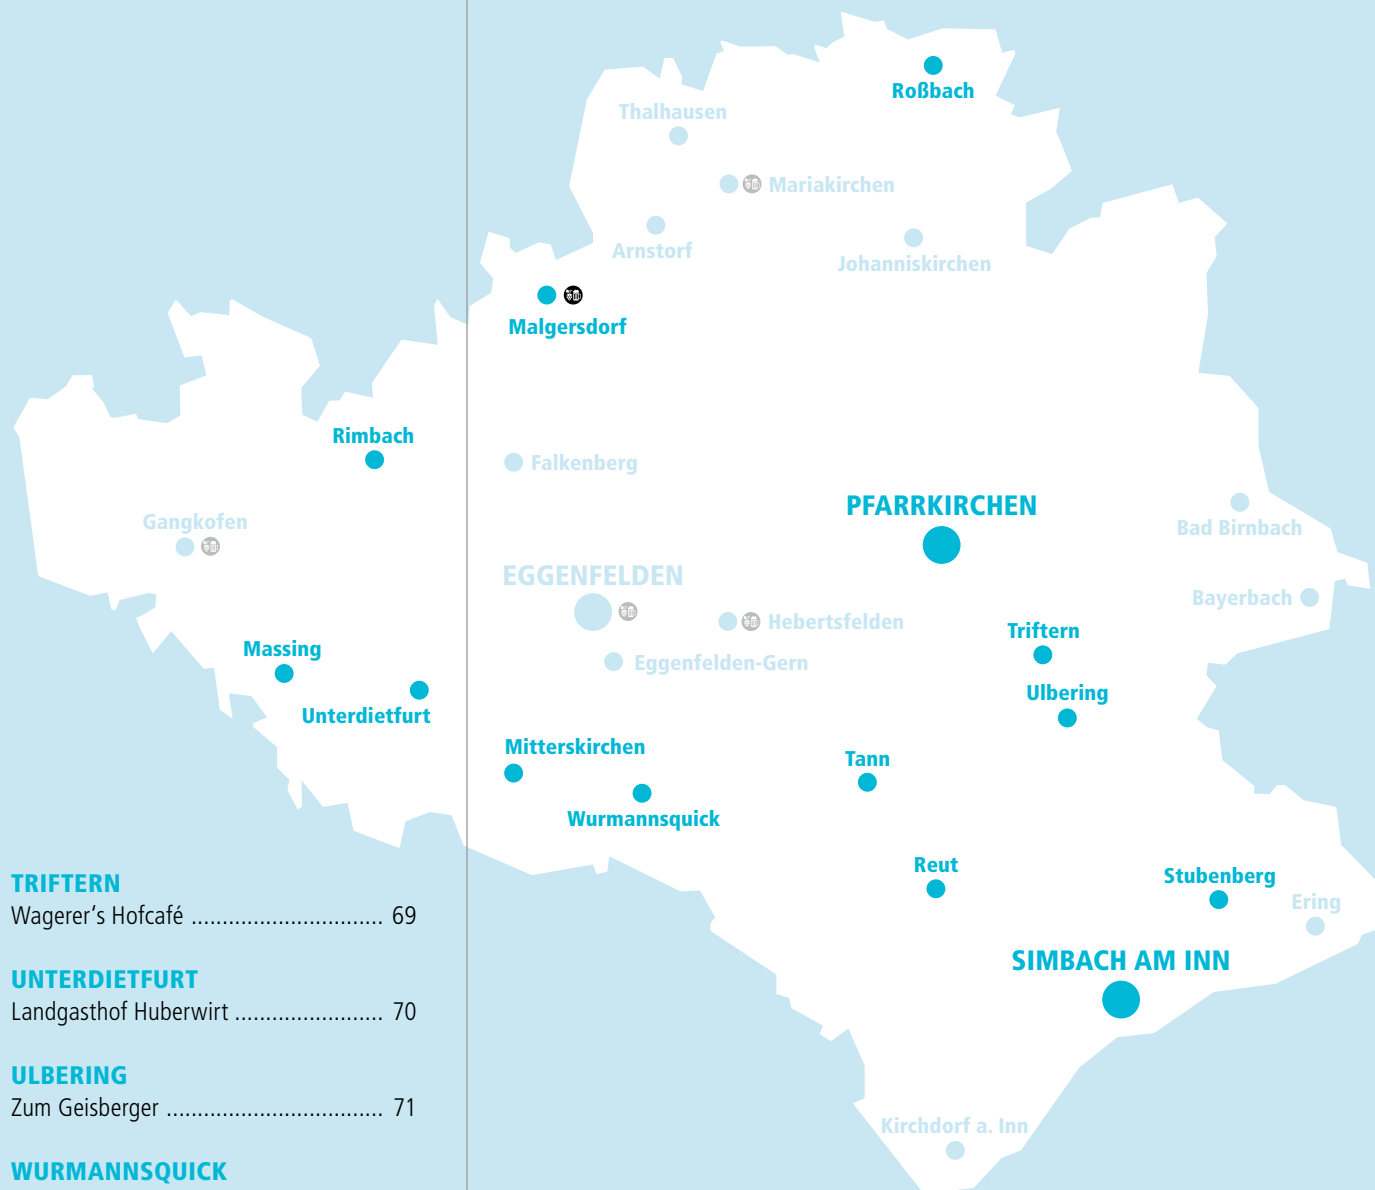 Roßbach
Thalhausen
Mariakirchen
Arnstorf
Johanniskirchen
Malgersdorf
Rimbach
Falkenberg
PFARRKIRCHEN
Gangkofen
Bad Birnbach
EGGENFELDEN
Bayerbach
Hebertsfelden
Triftern
Massing
Eggenfelden-Gern
Ulbering
Unterdietfurt
Mitterskirchen
Tann
Wurmannsquick
Reut
Stubenberg
Ering
SIMBACH AM INN
Kirchdorf a. Inn
TRIFTERN
Wagerer‘s Hofcafé ............................... 69
UNTERDIETFURT
Landgasthof Huberwirt ........................ 70
ULBERING
Zum Geisberger ................................... 71
WURMANNSQUICK